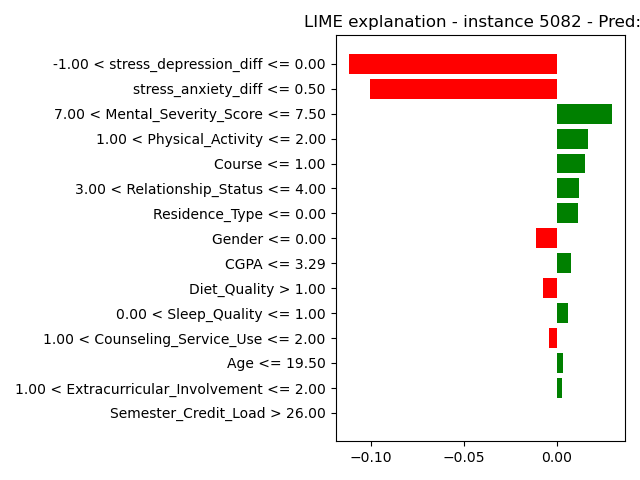 LIME explanation - instance 5082 - Pred:
-1.00 < stress_depression_diff <= 0.00
stress_anxiety_diff <= 0.50
7.00 < Mental_Severity_Score <= 7.50
1.00 < Physical_Activity <= 2.00
Course <= 1.00
3.00 < Relationship_Status <= 4.00
Residence_Type <= 0.00
Gender <= 0.00
CGPA <= 3.29
Diet_Quality > 1.00
0.00 < Sleep_Quality <= 1.00
1.00 < Counseling_Service_Use <= 2.00
Age <= 19.50
1.00 < Extracurricular_Involvement <= 2.00
Semester_Credit_Load > 26.00
−0.10 −0.05 0.00